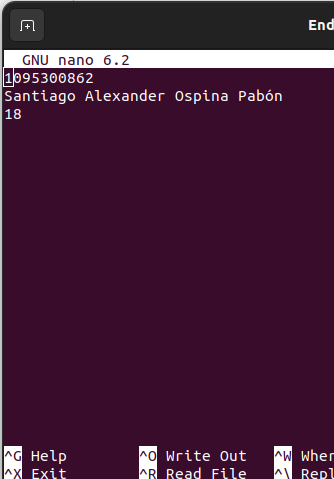 End
GNU nano 6.2
1095300862
Santiago Alexander Ospina Pabón
18
^G Help ^O Write Out ^W Wher
^X Exit ^R Read File ^\ Repl